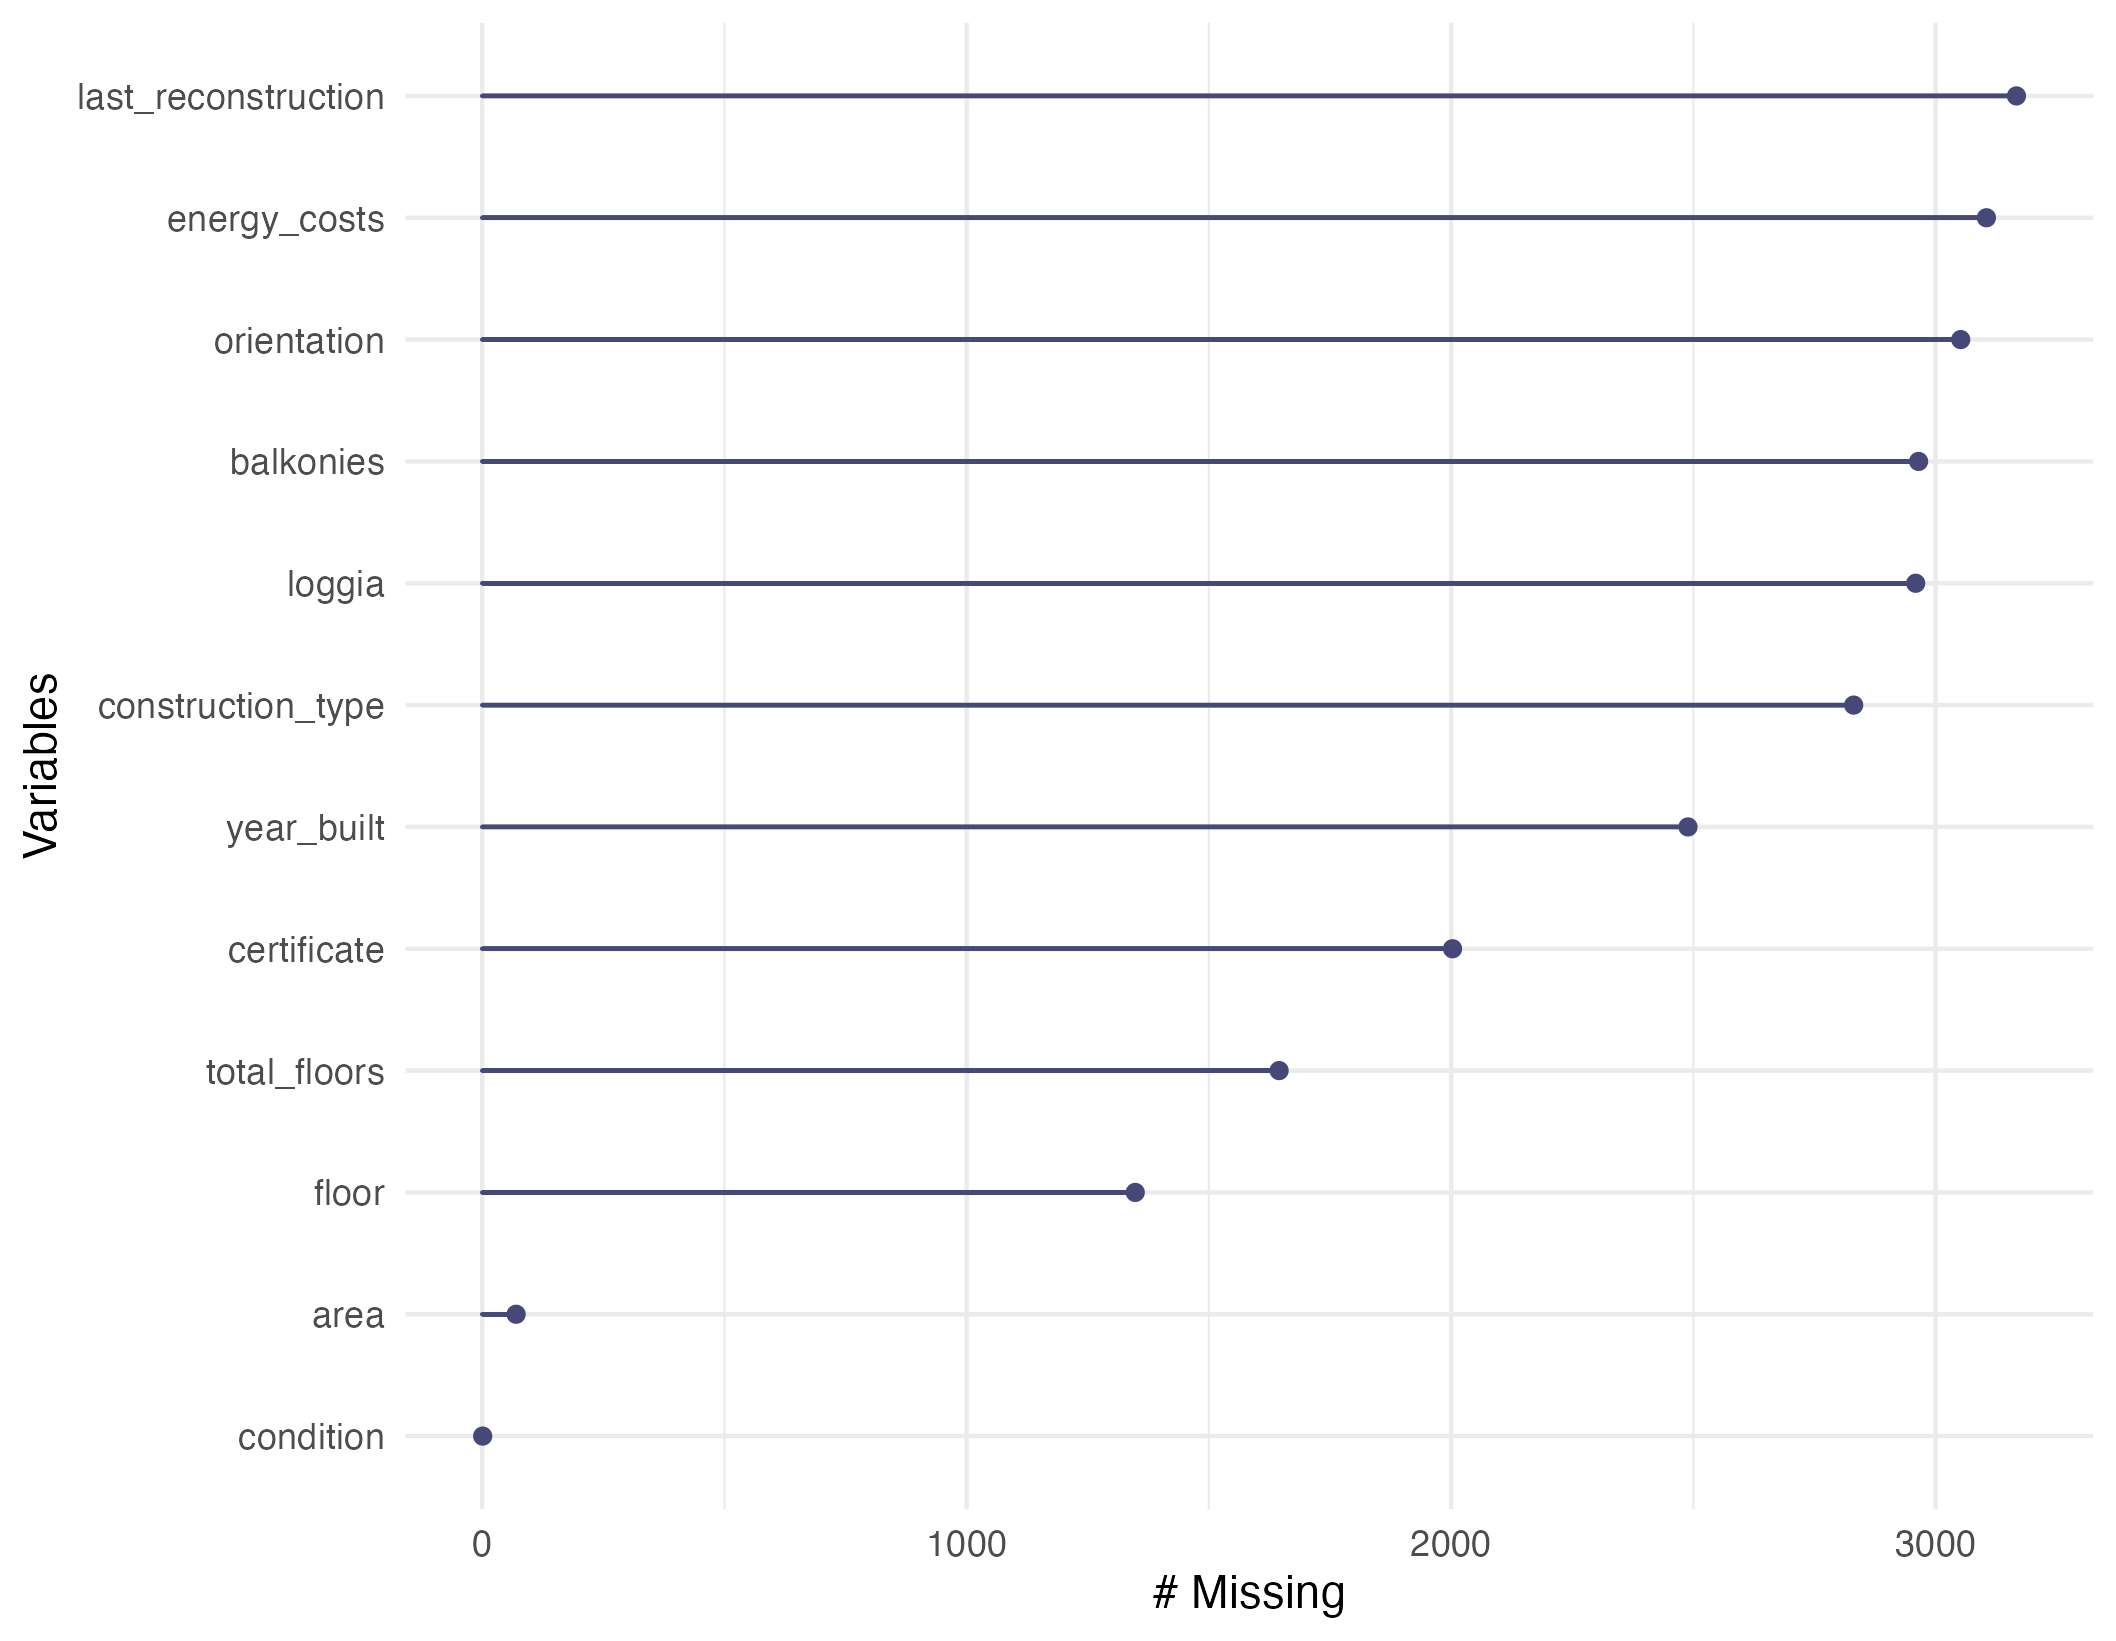 last_reconstruction
energy_costs
orientation
balkonies
loggia
construction_type
year_built
certificate
total_floors
floor
area
condition
Variables
0 1000 2000 3000
# Missing